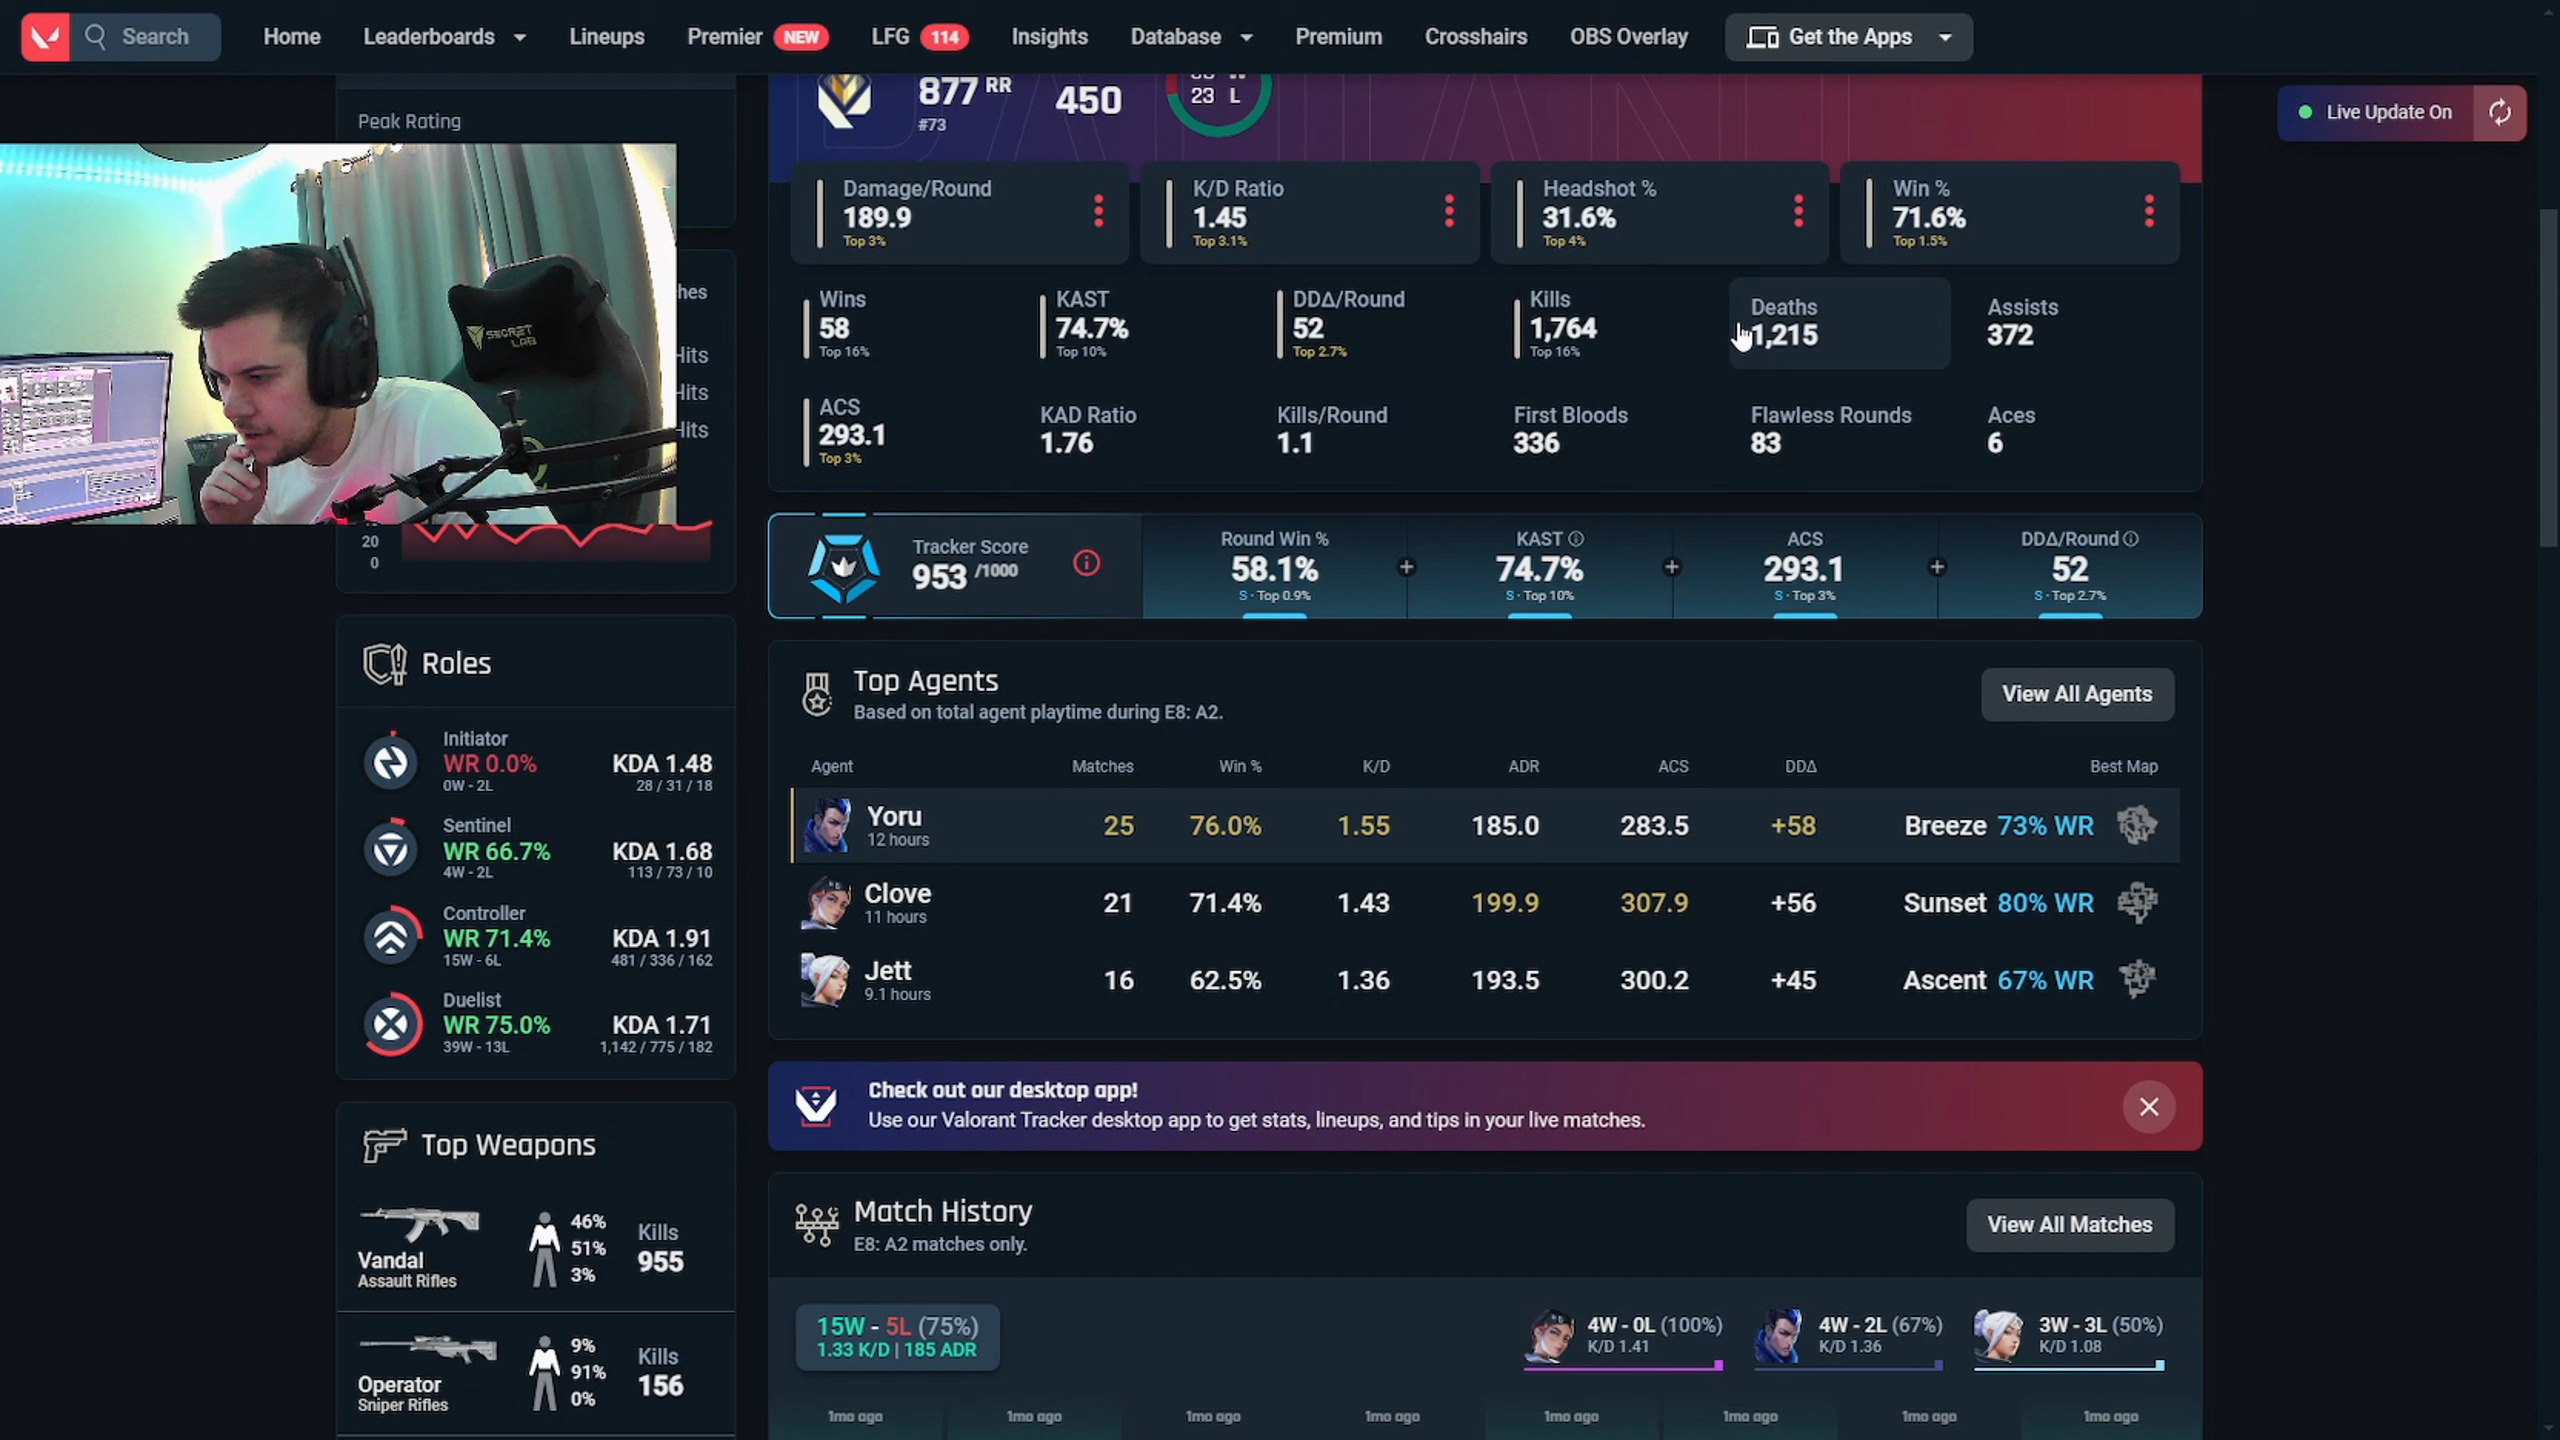 Search
Home
Leaderboards
Lineups
Premier NEW
LFG 114
Insights
Database
Premium
Crosshairs
OBS Overlay
Get the Apps
Live Update On
Peak Rating
877 RR
#73
450
23 L
Damage/Round
189.9
Top 3%
K/D Ratio
1.45
Top 3.1%
Headshot %
31.6%
Top 4%
Win %
71.6%
Top 1.5%
Wins
58
Top 16%
KAST
74.7%
Top 10%
DDΔ/Round
52
Top 2.7%
Kills
1,764
Top 16%
Deaths
1,215
Assists
372
ACS
293.1
Top 3%
KAD Ratio
1.76
Kills/Round
1.1
First Bloods
336
Flawless Rounds
83
Aces
6
SECRET
LAB
20
0
Tracker Score
953 /1000
Round Win %
58.1%
S · Top 0.9%
KAST
74.7%
S · Top 10%
ACS
293.1
S · Top 3%
DDΔ/Round
52
S · Top 2.7%
Roles
Initiator
WR 0.0%
0W - 2L
KDA 1.48
28 / 31 / 18
Sentinel
WR 66.7%
4W - 2L
KDA 1.68
113 / 73 / 10
Controller
WR 71.4%
15W - 6L
KDA 1.91
481 / 336 / 162
Duelist
WR 75.0%
39W - 13L
KDA 1.71
1,142 / 775 / 182
Top Weapons
Vandal
Assault Rifles
46%
51%
3%
Kills
955
Operator
Sniper Rifles
9%
91%
0%
Kills
156
Top Agents
Based on total agent playtime during E8: A2.
View All Agents
Agent Matches Win % K/D ADR ACS DDΔ Best Map
Yoru 25 76.0% 1.55 185.0 283.5 +58 Breeze 73% WR
12 hours
Clove 21 71.4% 1.43 199.9 307.9 +56 Sunset 80% WR
11 hours
Jett 16 62.5% 1.36 193.5 300.2 +45 Ascent 67% WR
9.1 hours
Check out our desktop app!
Use our Valorant Tracker desktop app to get stats, lineups, and tips in your live matches.
Match History
E8: A2 matches only.
View All Matches
15W - 5L (75%)
1.33 K/D | 185 ADR
4W - 0L (100%)
K/D 1.41
4W - 2L (67%)
K/D 1.36
3W - 3L (50%)
K/D 1.08
1mo ago 1mo ago 1mo ago 1mo ago 1mo ago 1mo ago 1mo ago 1mo ago